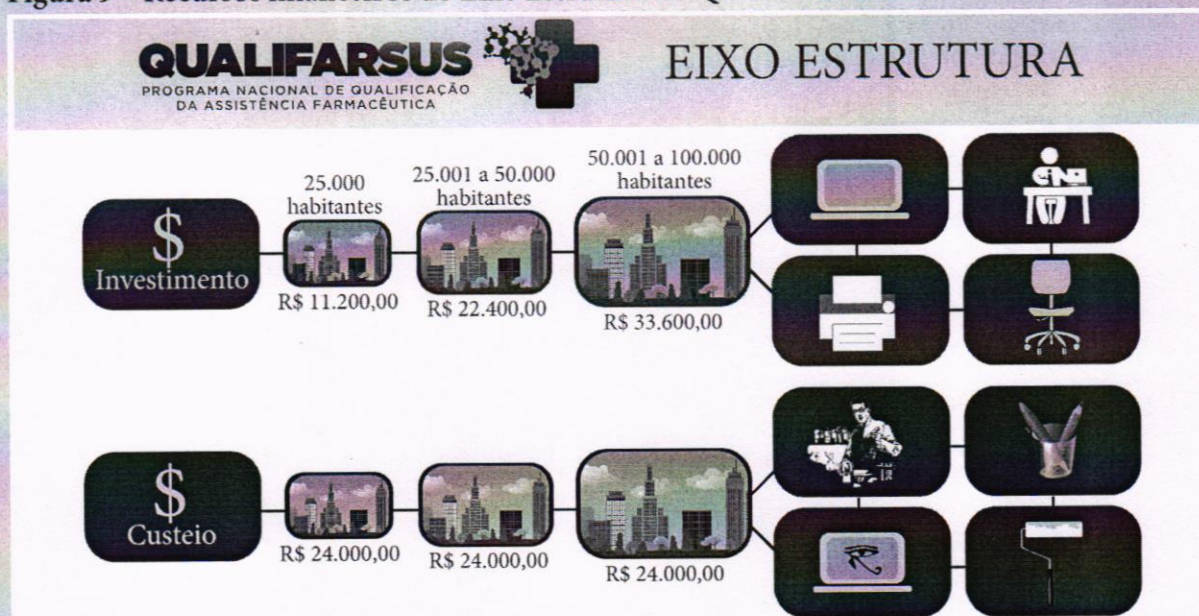 QUALIFARSUS
PROGRAMA NACIONAL DE QUALIFICAÇÃO
DA ASSISTÊNCIA FARMACÊUTICA
EIXO ESTRUTURA
$
Investimento
25.000
habitantes
R$ 11.200,00
25.001 a 50.000
habitantes
R$ 22.400,00
50.001 a 100.000
habitantes
R$ 33.600,00
$
Custeio
R$ 24.000,00
R$ 24.000,00
R$ 24.000,00